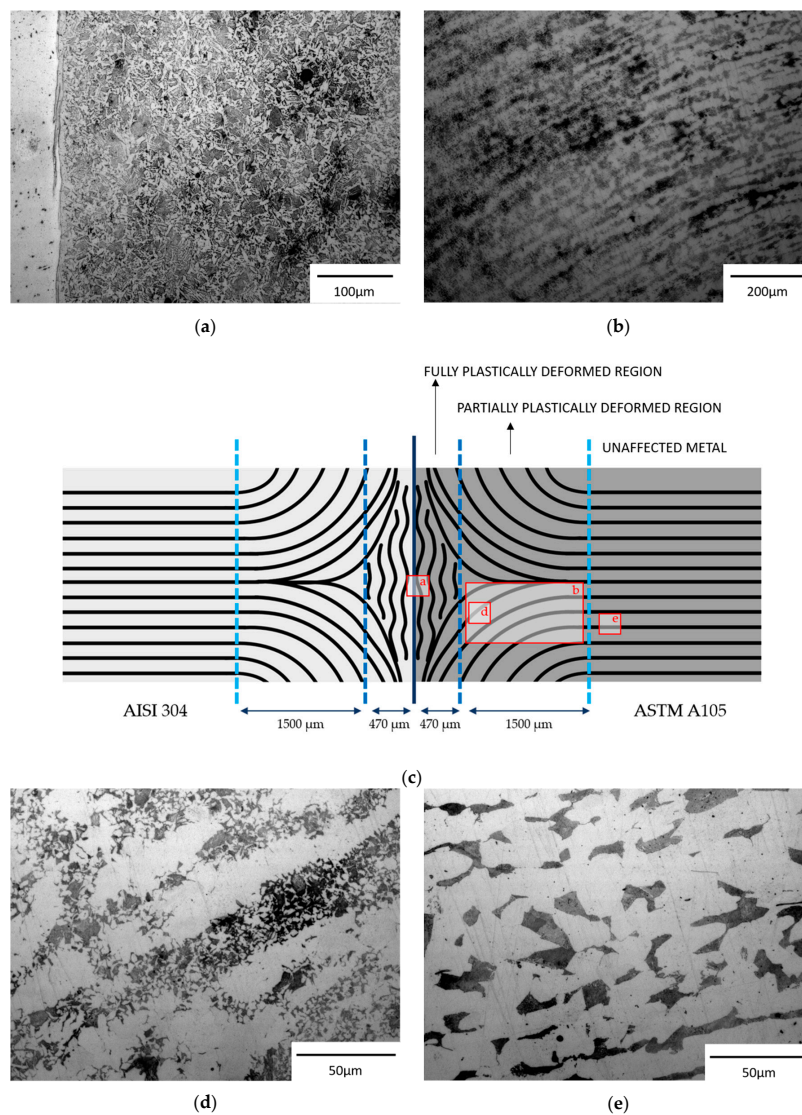 100µm
200µm
(a)
(b)
FULLY PLASTICALLY DEFORMED REGION
PARTIALLY PLASTICALLY DEFORMED REGION
UNAFFECTED METAL
a
b
d
e
AISI 304
1500 µm
470 µm
470 µm
1500 µm
ASTM A105
(c)
50µm
50µm
(d)
(e)